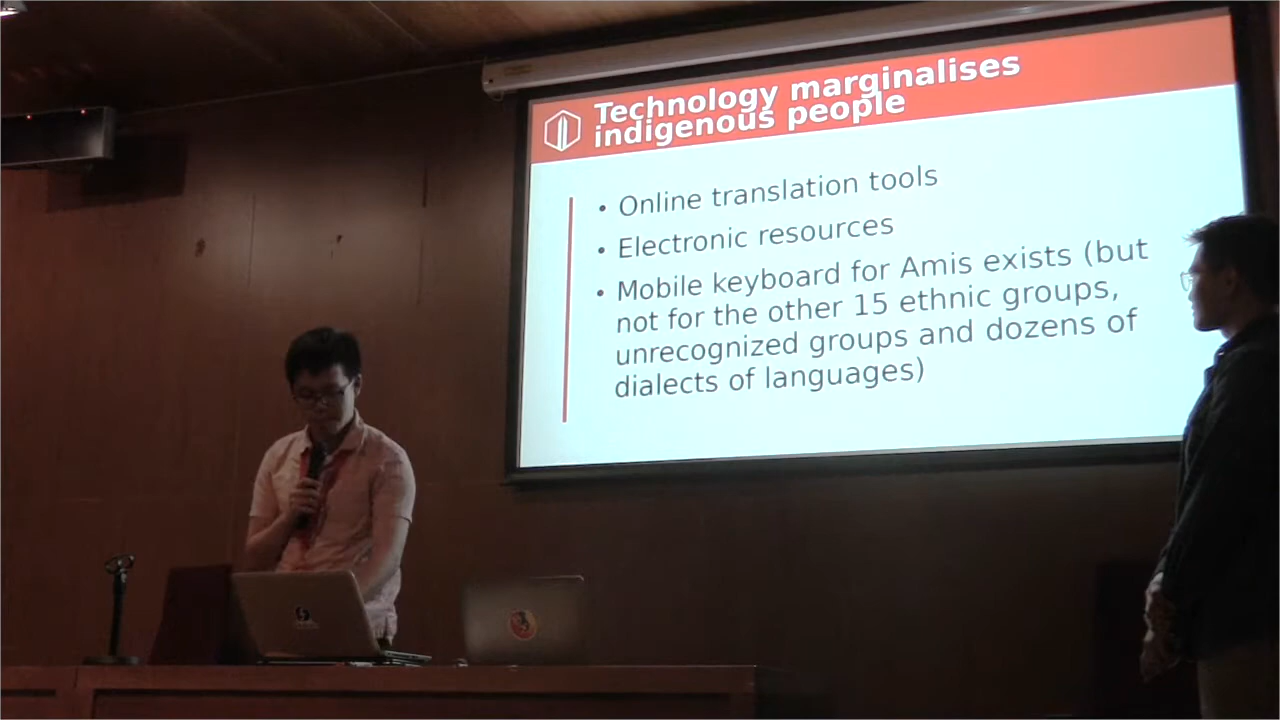 Technology marginalises
indigenous people
• Online translation tools
• Electronic resources
• Mobile keyboard for Amis exists (but
not for the other 15 ethnic groups,
unrecognized groups and dozens of
dialects of languages)